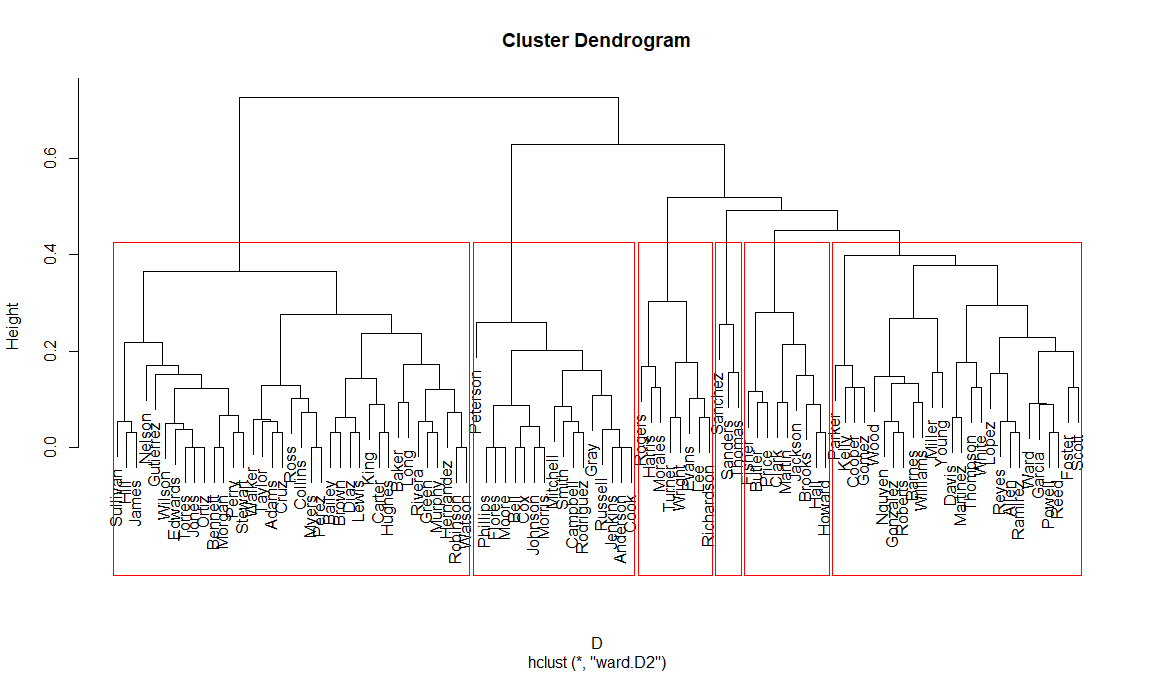 Cluster Dendrogram
Height
0.6
0.4
0.2
0.0
Sullivan
Hill
James
Nelson
Gutierrez
Wilson
Edwards
Torres
Jones
Ortiz
Bennett
Morgan
Perry
Stewart
Walker
Taylor
Adams
Cruz
Ross
Collins
Myers
Perez
Bailey
Brown
Diaz
Lewis
King
Carter
Hughes
Baker
Long
Rivera
Green
Murphy
Hernandez
Robinson
Watson
Peterson
Phillips
Flores
Moore
Bell
Cox
Johnson
Morris
Mitchell
Smith
Campbell
Rodriguez
Gray
Russell
Jenkins
Anderson
Cook
Rogers
Harris
Morales
Turner
Wright
Evans
Lee
Richardson
Sanchez
Sanders
Thomas
Fisher
Butler
Price
Clark
Martin
Jackson
Brooks
Hall
Howard
Parker
Kelly
Cooper
Gomez
Wood
Nguyen
Gonzalez
Roberts
Barnes
Williams
Miller
Young
Davis
Martinez
Thompson
White
Lopez
Reyes
Allen
Ramirez
Ward
Garcia
Powell
Reed
Foster
Scott
D
hclust (*, "ward.D2")